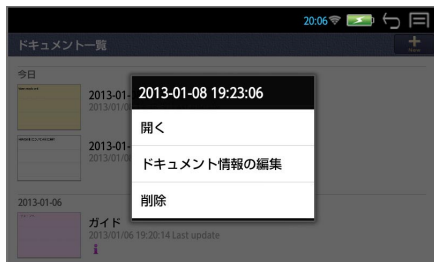 20:06
ドキュメント一覧
New
今日
2013-01-
2013/01/0
2013-01-08 19:23:06
開く
ドキュメント情報の編集
削除
2013-01-
2013/01/0
2013-01-06
ガイド
2013/01/06 19:20:14 Last update